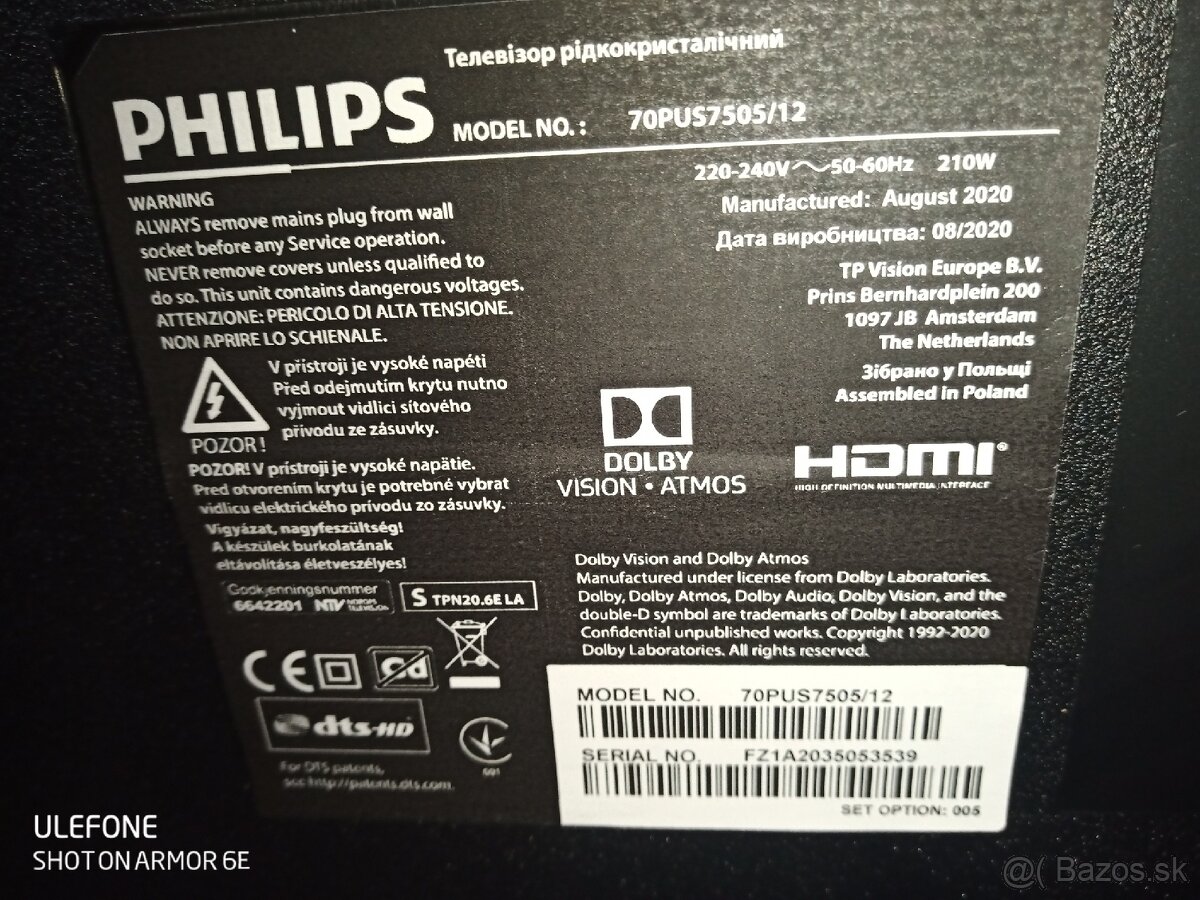 Телевізор рідкокристалічний
PHILIPS MODEL NO. : 70PUS7505/12
220-240V ~ 50-60Hz 210W
Manufactured: August 2020
Дата виробництва: 08/2020
TP Vision Europe B.V.
Prins Bernhardplein 200
1097 JB Amsterdam
The Netherlands
Зібрано у Польщі
Assembled in Poland
WARNING
ALWAYS remove mains plug from wall
socket before any Service operation.
NEVER remove covers unless qualified to
do so. This unit contains dangerous voltages.
ATTENZIONE: PERICOLO DI ALTA TENSIONE.
NON APRIRE LO SCHIENALE.
V přístroji je vysoké napětí
Před odejmutím krytu nutno
vyjmout vidlici síťového
přívodu ze zásuvky.
POZOR !
POZOR! V prístroji je vysoké napätie.
Pred otvorením krytu je potrebné vybrat
vidlicu elektrického prívodu zo zásuvky.
Vigyázat, nagyfeszültség!
A készülek burkolatának
eltávolítása életveszélyes!
Godkjenningsnummer
6642201 NTV
S TPN20.6E LA
DOLBY
VISION • ATMOS
HDMI®
HIGH DEFINITION MULTIMEDIA INTERFACE
Dolby Vision and Dolby Atmos
Manufactured under license from Dolby Laboratories.
Dolby, Dolby Atmos, Dolby Audio, Dolby Vision, and the
double-D symbol are trademarks of Dolby Laboratories.
Confidential unpublished works. Copyright 1992-2020
Dolby Laboratories. All rights reserved.
CE Cd
dts-HD
001
For DTS patents,
see http://patents.dts.com.
MODEL NO. 70PUS7505/12
SERIAL NO. FZ1A2035053539
SET OPTION: 005
ULEFONE
SHOT ON ARMOR 6E
@( Bazos.sk